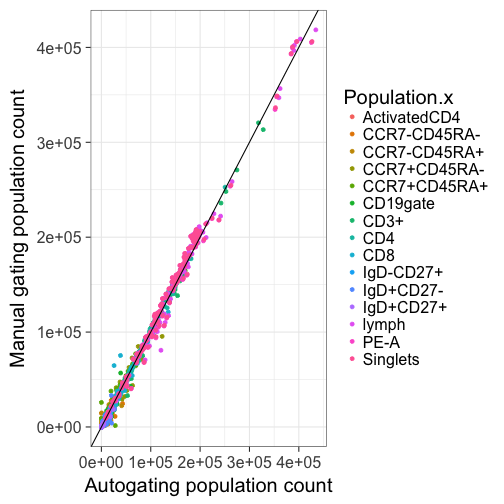 4e+05
3e+05
2e+05
1e+05
0e+00
Manual gating population count
0e+00 1e+05 2e+05 3e+05 4e+05
Autogating population count
Population.x
ActivatedCD4
CCR7-CD45RA-
CCR7-CD45RA+
CCR7+CD45RA-
CCR7+CD45RA+
CD19gate
CD3+
CD4
CD8
IgD-CD27+
IgD+CD27-
IgD+CD27+
lymph
PE-A
Singlets